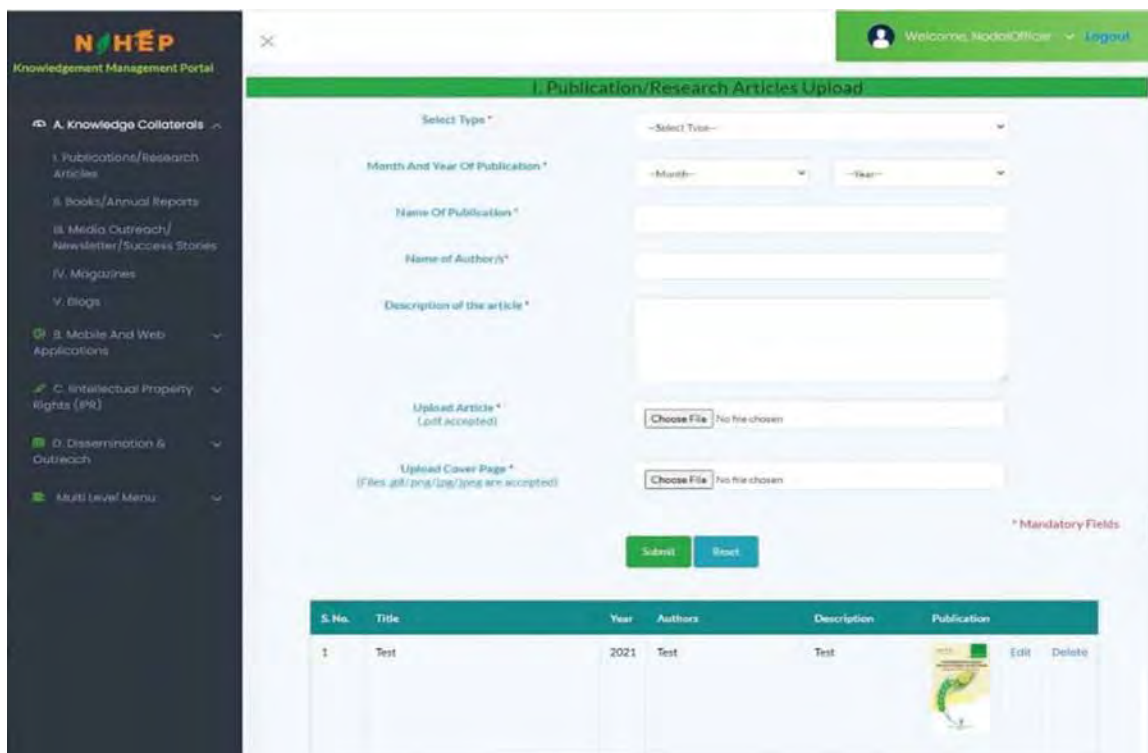 NAHEP
Knowledgement Management Portal
×
Welcome, NodalOfficer
Logout
A. Knowledge Collaterals
I. Publications/Research
Articles
II. Books/Annual Reports
III. Media Outreach/
Newsletter/Success Stories
IV. Magazines
V. Blogs
B. Mobile And Web
Applications
C. Iintellectual Property
Rights (IPR)
D. Dissemination &
Outreach
Multi Level Menu
I. Publication/Research Articles Upload
Select Type *
--Select Type--
Month And Year Of Publication *
--Month--
--Year--
Name Of Publication *
Name of Author/s*
Description of the article *
Upload Article *
(.pdf accepted)
Choose File No file chosen
Upload Cover Page *
(Files .gif/png/jpg/jpeg are accepted)
Choose File No file chosen
* Mandatory Fields
Submit Reset
S. No. Title Year Authors Description Publication
1 Test 2021 Test Test Edit Delete